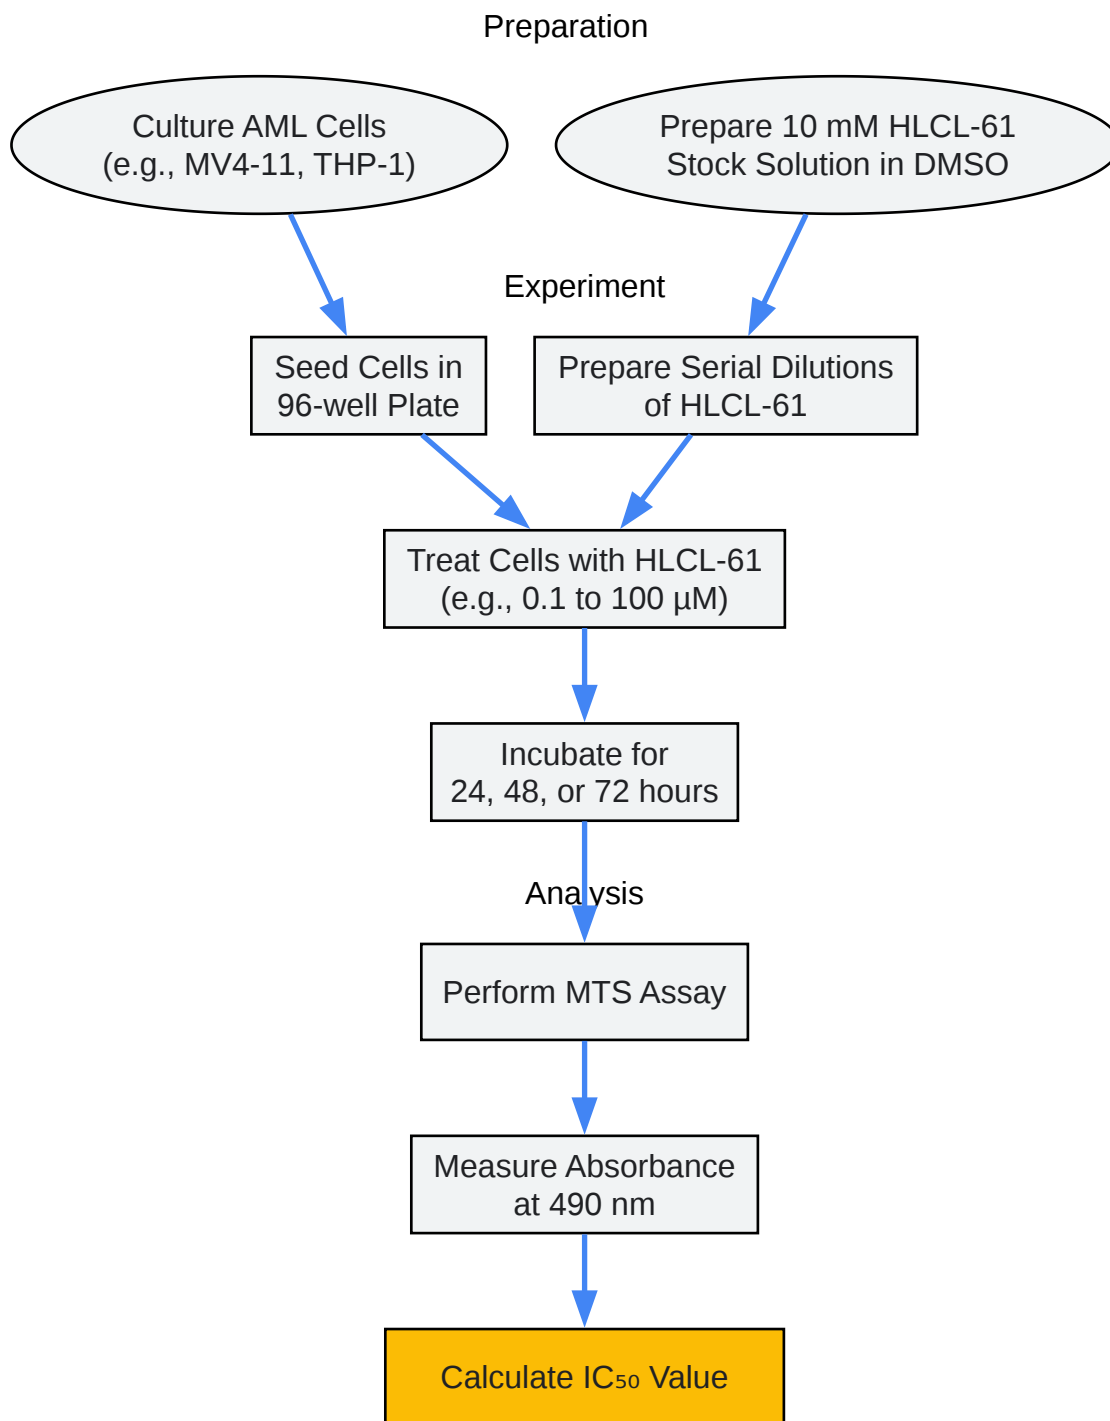 Preparation
Culture AML Cells
(e.g., MV4-11, THP-1)
Prepare 10 mM HLCL-61
Stock Solution in DMSO
Experiment
Seed Cells in
96-well Plate
Prepare Serial Dilutions
of HLCL-61
Treat Cells with HLCL-61
(e.g., 0.1 to 100 µM)
Incubate for
24, 48, or 72 hours
Analysis
Perform MTS Assay
Measure Absorbance
at 490 nm
Calculate IC₅₀ Value